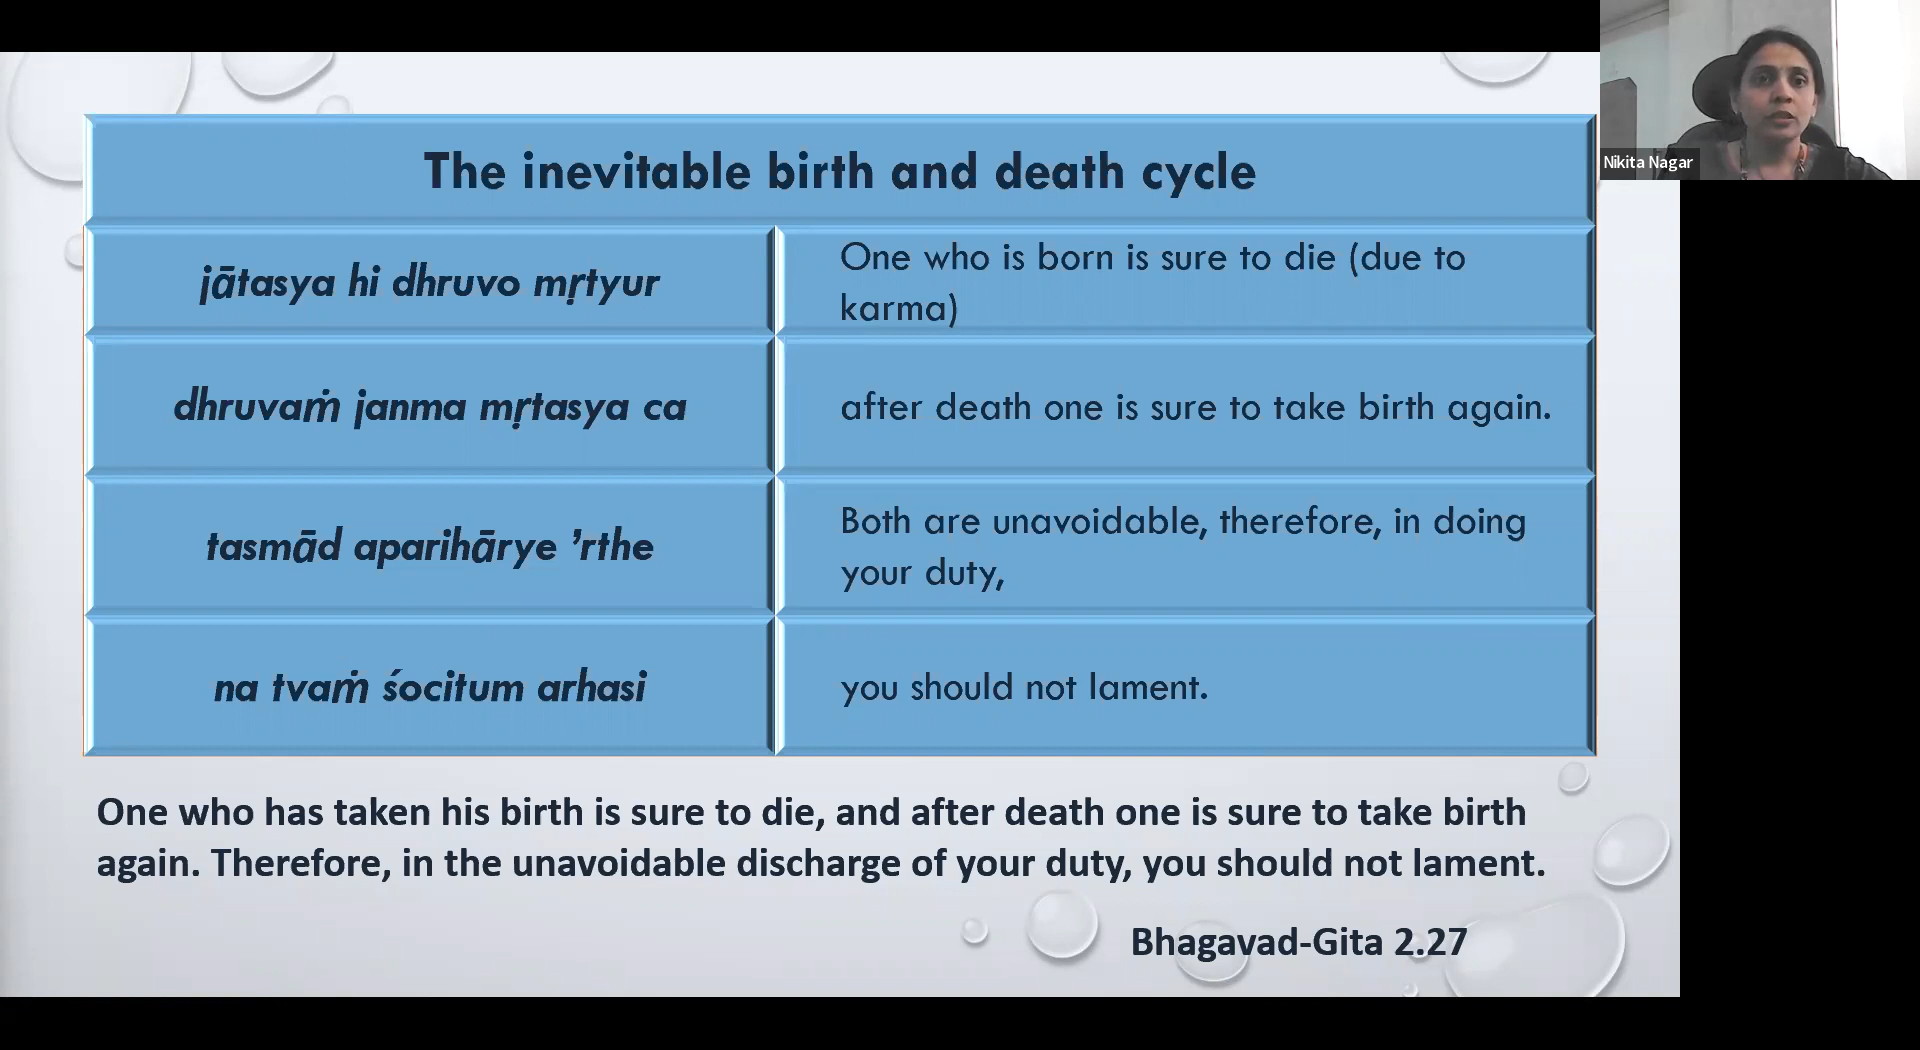 The inevitable birth and death cycle
jātasya hi dhruvo mṛtyur
One who is born is sure to die (due to
karma)
dhruvaṁ janma mṛtasya ca
after death one is sure to take birth again.
tasmād aparihārye ’rthe
Both are unavoidable, therefore, in doing
your duty,
na tvaṁ śocitum arhasi
you should not lament.
One who has taken his birth is sure to die, and after death one is sure to take birth
again. Therefore, in the unavoidable discharge of your duty, you should not lament.
Bhagavad-Gita 2.27
Nikita Nagar